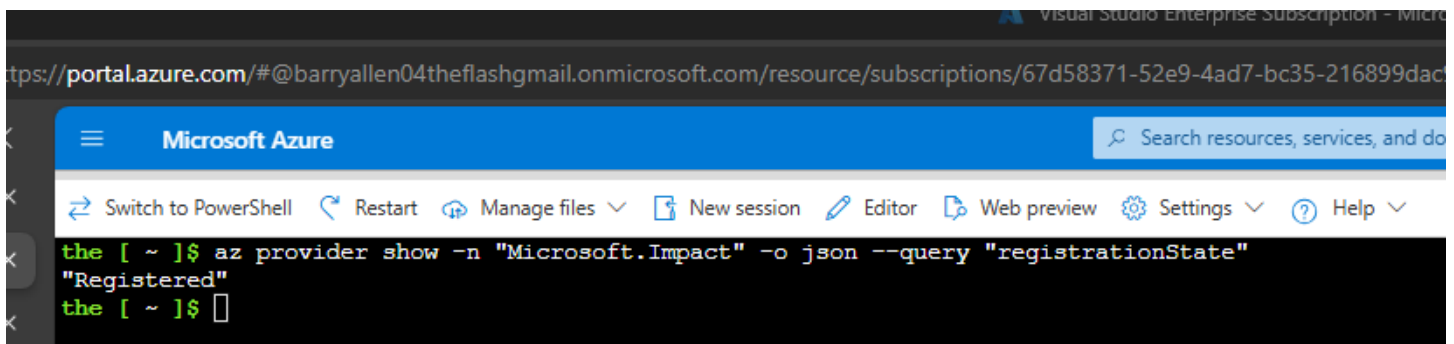 Visual Studio Enterprise Subscription - Micro
ttps://portal.azure.com/#@barryallen04theflashgmail.onmicrosoft.com/resource/subscriptions/67d58371-52e9-4ad7-bc35-216899dac9
Microsoft Azure
Search resources, services, and do
Switch to PowerShell Restart Manage files New session Editor Web preview Settings Help
the [ ~ ]$ az provider show -n "Microsoft.Impact" -o json --query "registrationState"
"Registered"
the [ ~ ]$